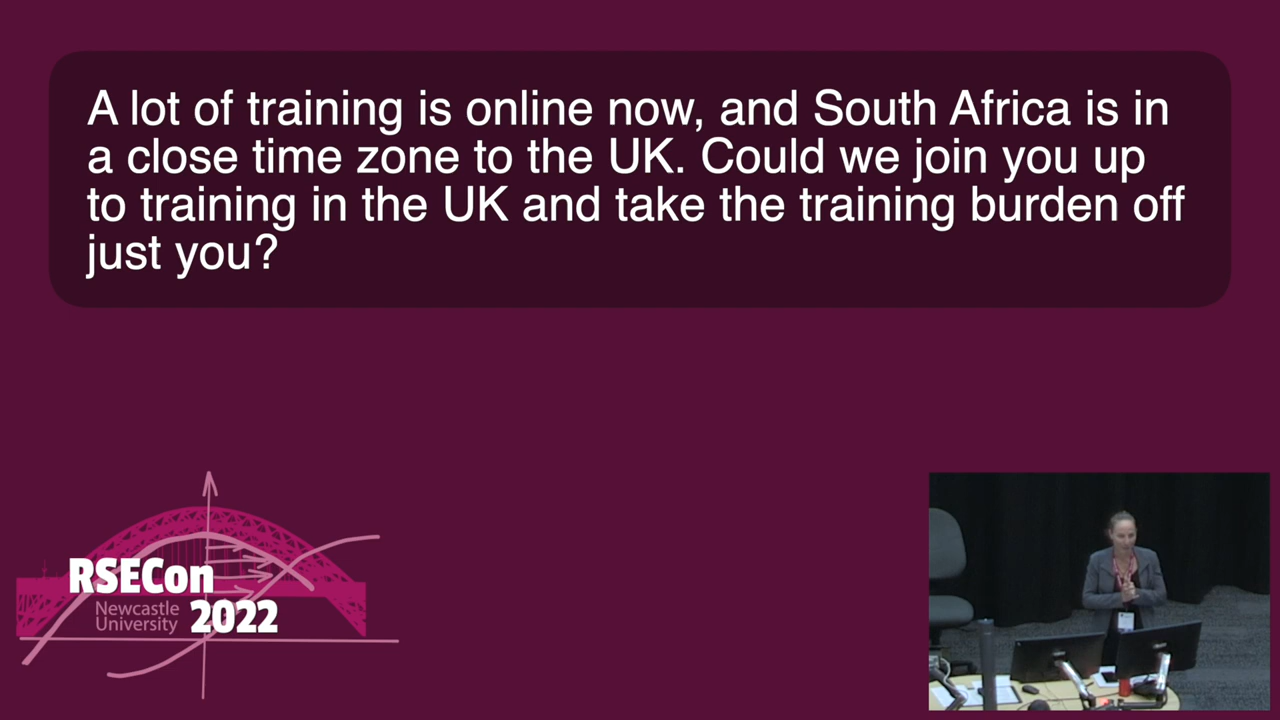 A lot of training is online now, and South Africa is in
a close time zone to the UK. Could we join you up
to training in the UK and take the training burden off
just you?
RSECon
Newcastle
University
2022